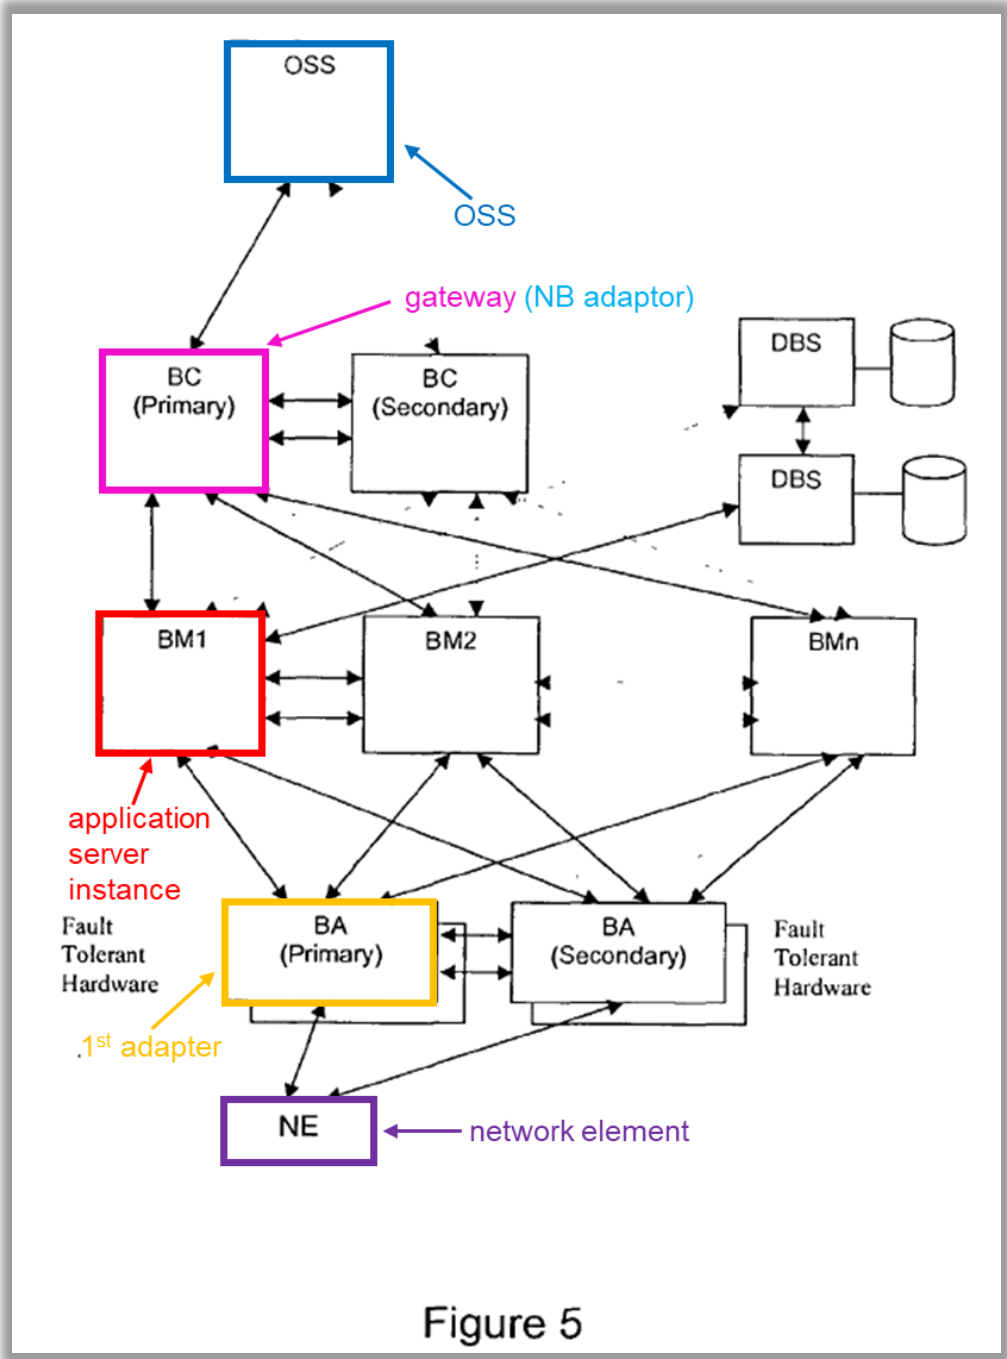 OSS
OSS
gateway (NB adaptor)
BC
(Primary)
BC
(Secondary)
DBS
DBS
BM1
BM2
BMn
application
server
instance
BA
(Primary)
BA
(Secondary)
Fault
Tolerant
Hardware
Fault
Tolerant
Hardware
1st adapter
NE
network element
Figure 5